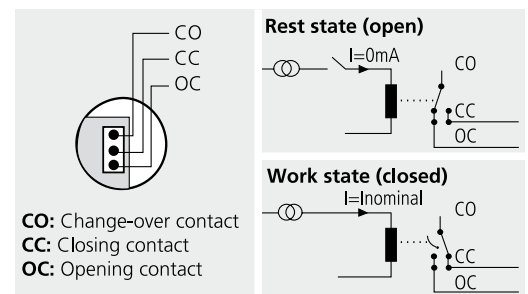 CO
CC
OC
CO: Change-over contact
CC: Closing contact
OC: Opening contact
Rest state (open)
I=0mA
CO
CC
OC
Work state (closed)
I=Inominal
CO
CC
OC